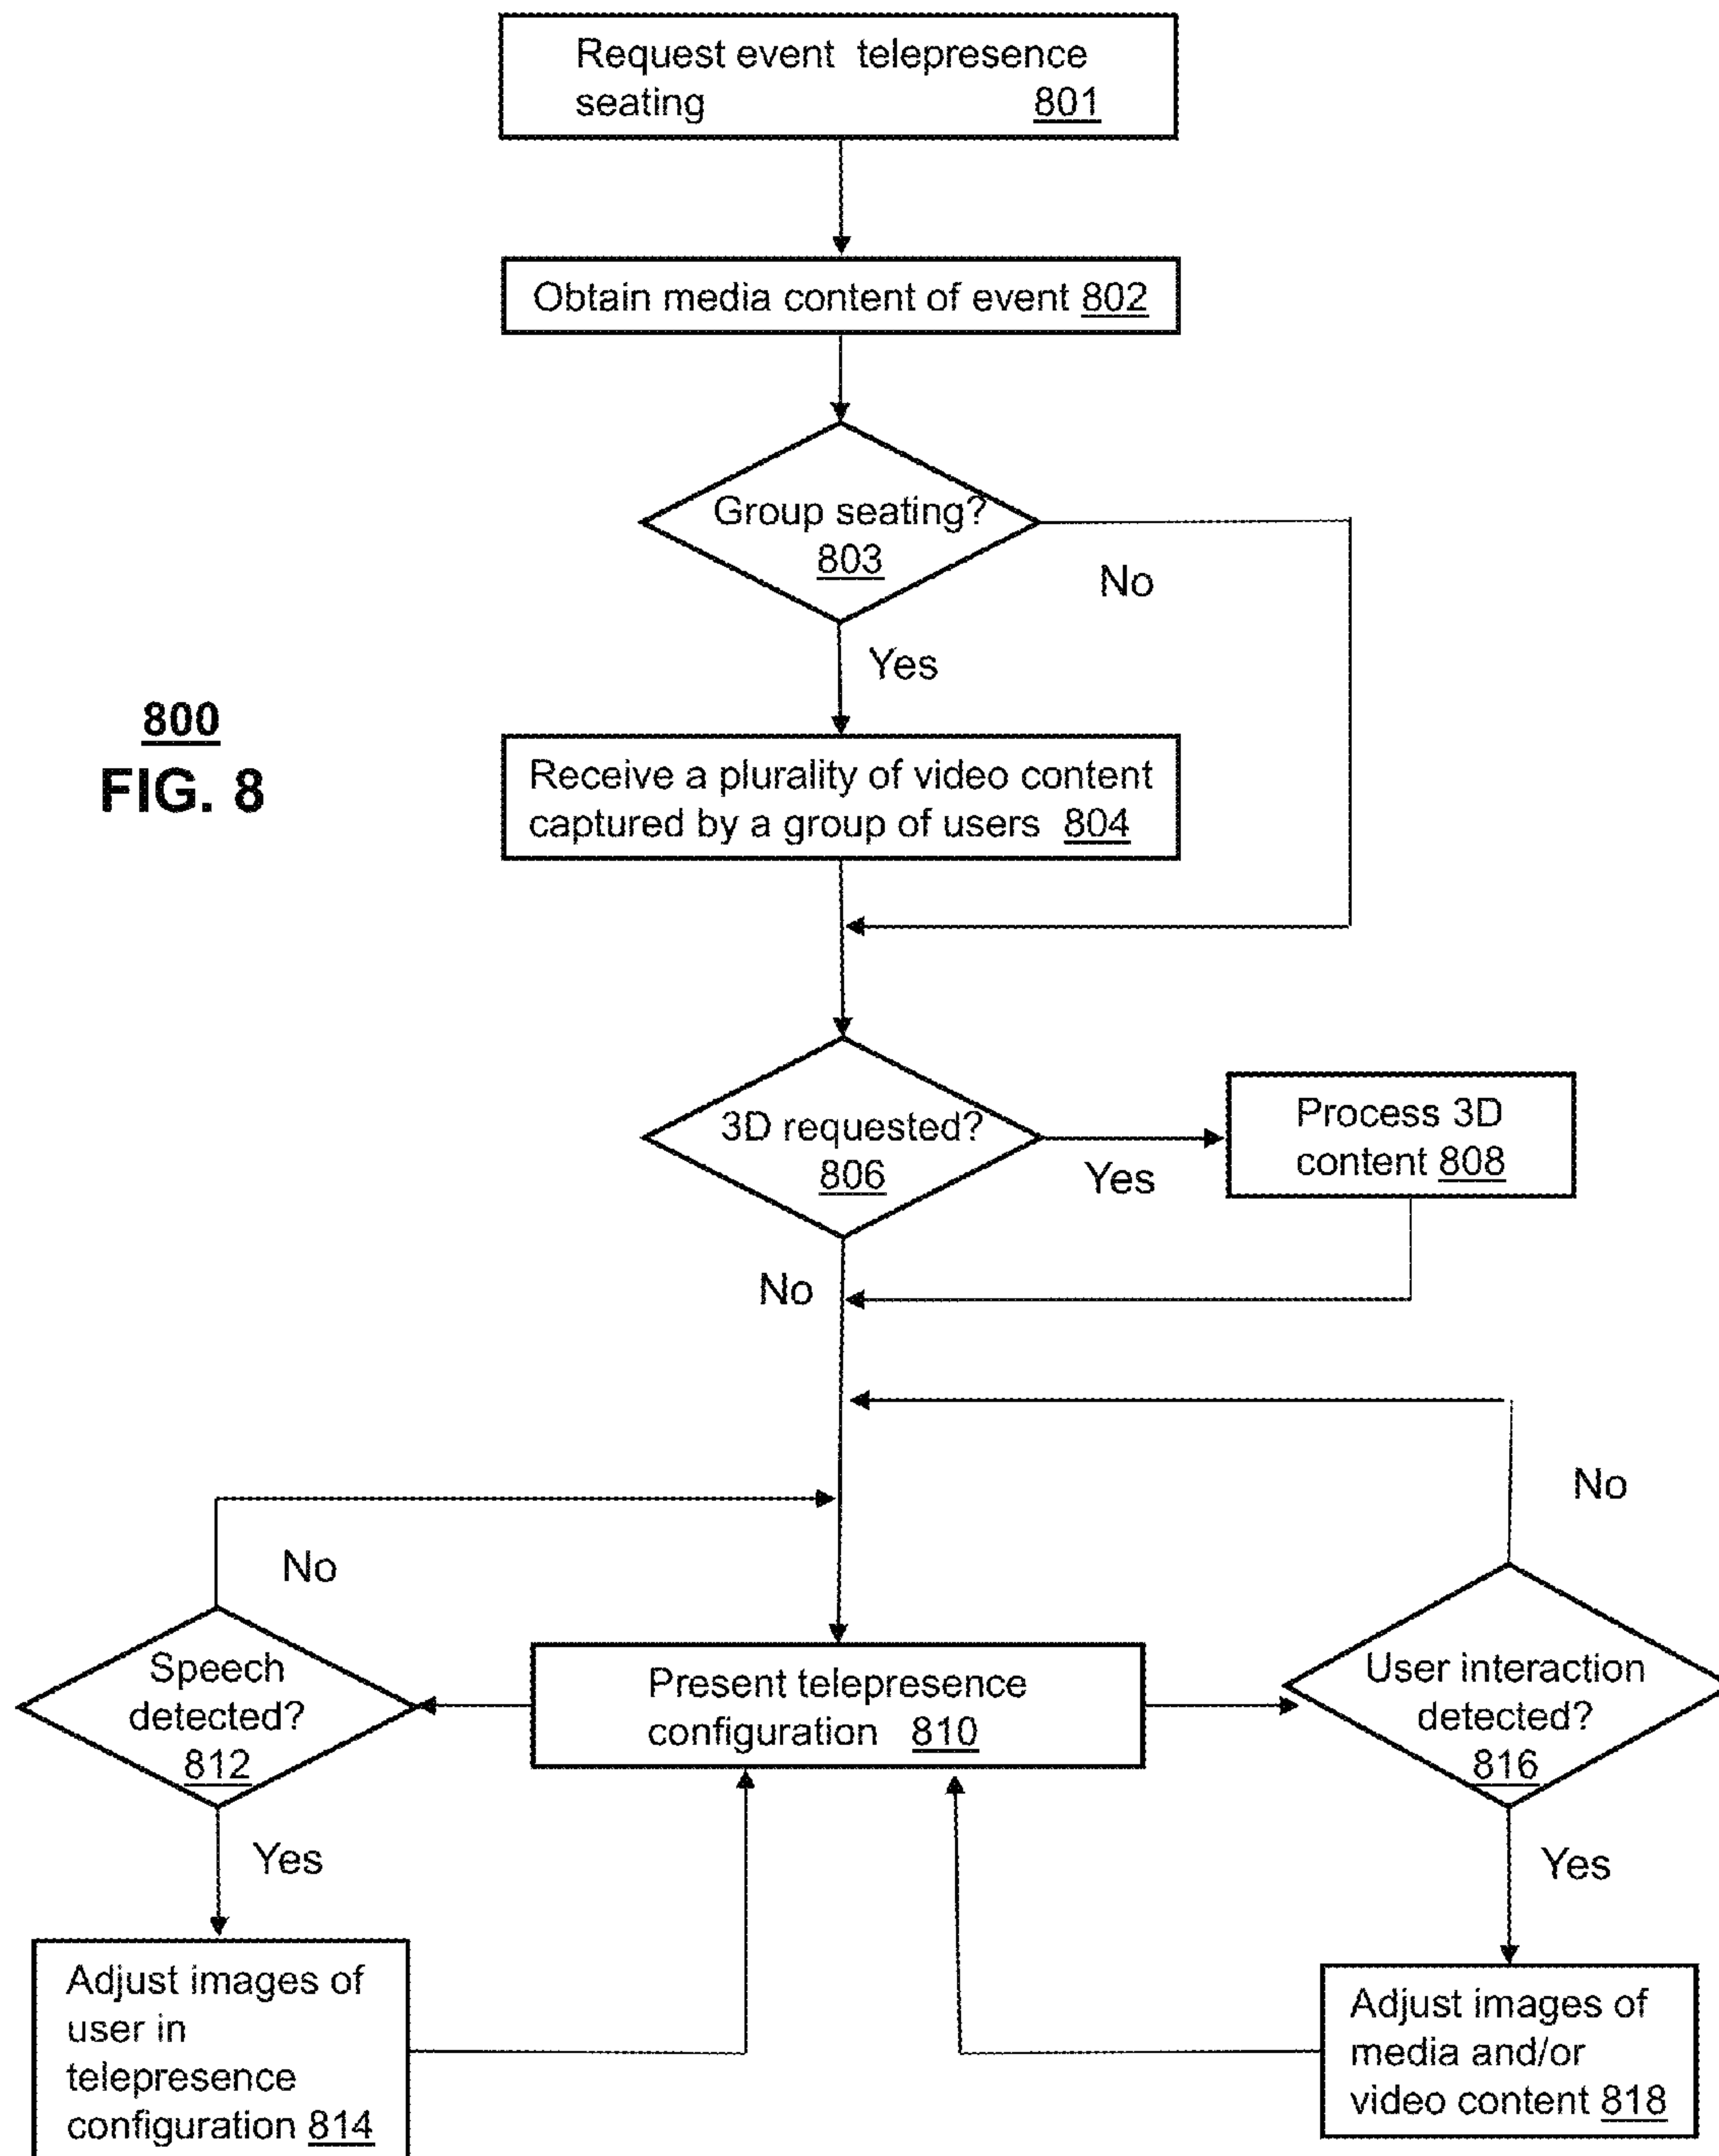 Request event telepresence
seating 801
Obtain media content of event 802
Group seating?
803
No
Yes
800
FIG. 8
Receive a plurality of video content
captured by a group of users 804
3D requested?
806
Yes
Process 3D
content 808
No
No
No
Speech
detected?
812
Present telepresence
configuration 810
User interaction
detected?
816
Yes
Yes
Adjust images of
user in
telepresence
configuration 814
Adjust images of
media and/or
video content 818